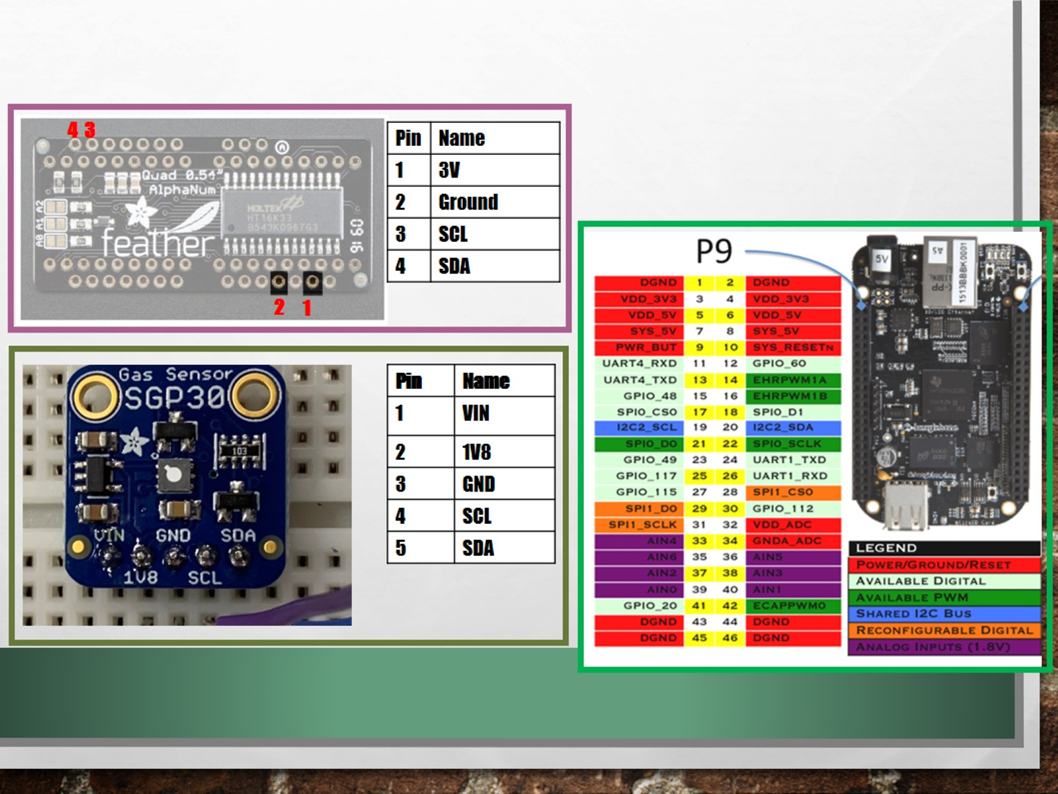 4 3
Quad 0.54"
AlphaNum
A2
A1
A0
HOLTEK
HT16K33
feather
2 1
Pin Name
1 3V
2 Ground
3 SCL
4 SDA
Gas Sensor
SGP30
103
VIN GND SDA
1V8 SCL
Pin Name
1 VIN
2 1V8
3 GND
4 SCL
5 SDA
P9
5V
DGND 1 2 DGND
VDD_3V3 3 4 VDD_3V3
VDD_5V 5 6 VDD_5V
SYS_5V 7 8 SYS_5V
PWR_BUT 9 10 SYS_RESETN
UART4_RXD 11 12 GPIO_60
UART4_TXD 13 14 EHRPWM1A
GPIO_48 15 16 EHRPWM1B
SPI0_CS0 17 18 SPI0_D1
I2C2_SCL 19 20 I2C2_SDA
SPI0_D0 21 22 SPI0_SCLK
GPIO_49 23 24 UART1_TXD
GPIO_117 25 26 UART1_RXD
GPIO_115 27 28 SPI1_CS0
SPI1_D0 29 30 GPIO_112
SPI1_SCLK 31 32 VDD_ADC
AIN4 33 34 GNDA_ADC
AIN6 35 36 AIN5
AIN2 37 38 AIN3
AIN0 39 40 AIN1
GPIO_20 41 42 ECAPPWM0
DGND 43 44 DGND
DGND 45 46 DGND
1513BBBK0001
LEGEND
POWER/GROUND/RESET
AVAILABLE DIGITAL
AVAILABLE PWM
SHARED I2C BUS
RECONFIGURABLE DIGITAL
ANALOG INPUTS (1.8V)